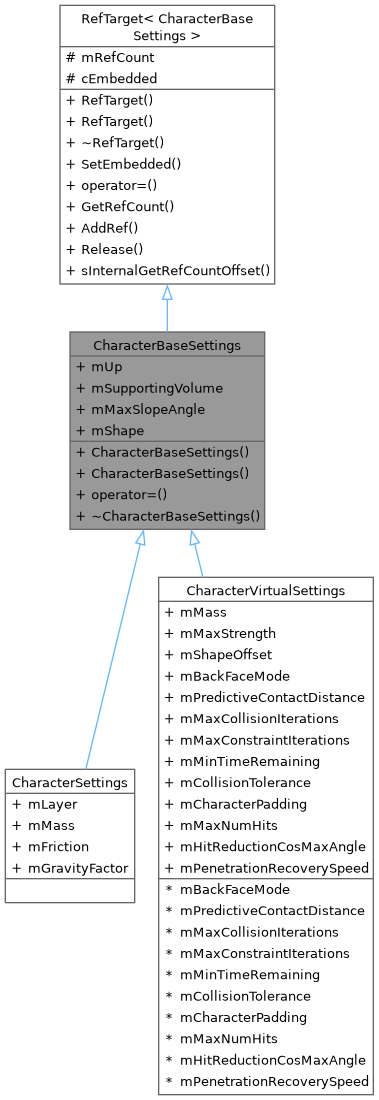 RefTarget< CharacterBase
Settings >
# mRefCount
# cEmbedded
+ RefTarget()
+ RefTarget()
+ ~RefTarget()
+ SetEmbedded()
+ operator=()
+ GetRefCount()
+ AddRef()
+ Release()
+ sInternalGetRefCountOffset()
CharacterBaseSettings
+ mUp
+ mSupportingVolume
+ mMaxSlopeAngle
+ mShape
+ CharacterBaseSettings()
+ CharacterBaseSettings()
+ operator=()
+ ~CharacterBaseSettings()
CharacterSettings
+ mLayer
+ mMass
+ mFriction
+ mGravityFactor
CharacterVirtualSettings
+ mMass
+ mMaxStrength
+ mShapeOffset
+ mBackFaceMode
+ mPredictiveContactDistance
+ mMaxCollisionIterations
+ mMaxConstraintIterations
+ mMinTimeRemaining
+ mCollisionTolerance
+ mCharacterPadding
+ mMaxNumHits
+ mHitReductionCosMaxAngle
+ mPenetrationRecoverySpeed
* mBackFaceMode
* mPredictiveContactDistance
* mMaxCollisionIterations
* mMaxConstraintIterations
* mMinTimeRemaining
* mCollisionTolerance
* mCharacterPadding
* mMaxNumHits
* mHitReductionCosMaxAngle
* mPenetrationRecoverySpeed